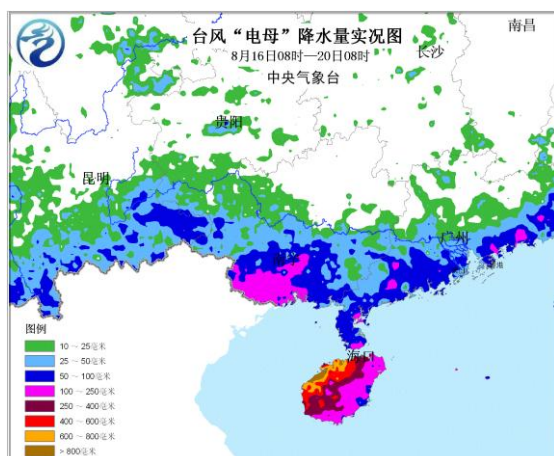 台风“电母”降水量实况图
8月16日08时—20日08时
中央气象台
南昌
长沙
贵阳
昆明
广州
海口
图例
10 ～ 25毫米
25 ～ 50毫米
50 ～ 100毫米
100 ～ 250毫米
250 ～ 400毫米
400 ～ 600毫米
600 ～ 800毫米
> 800毫米